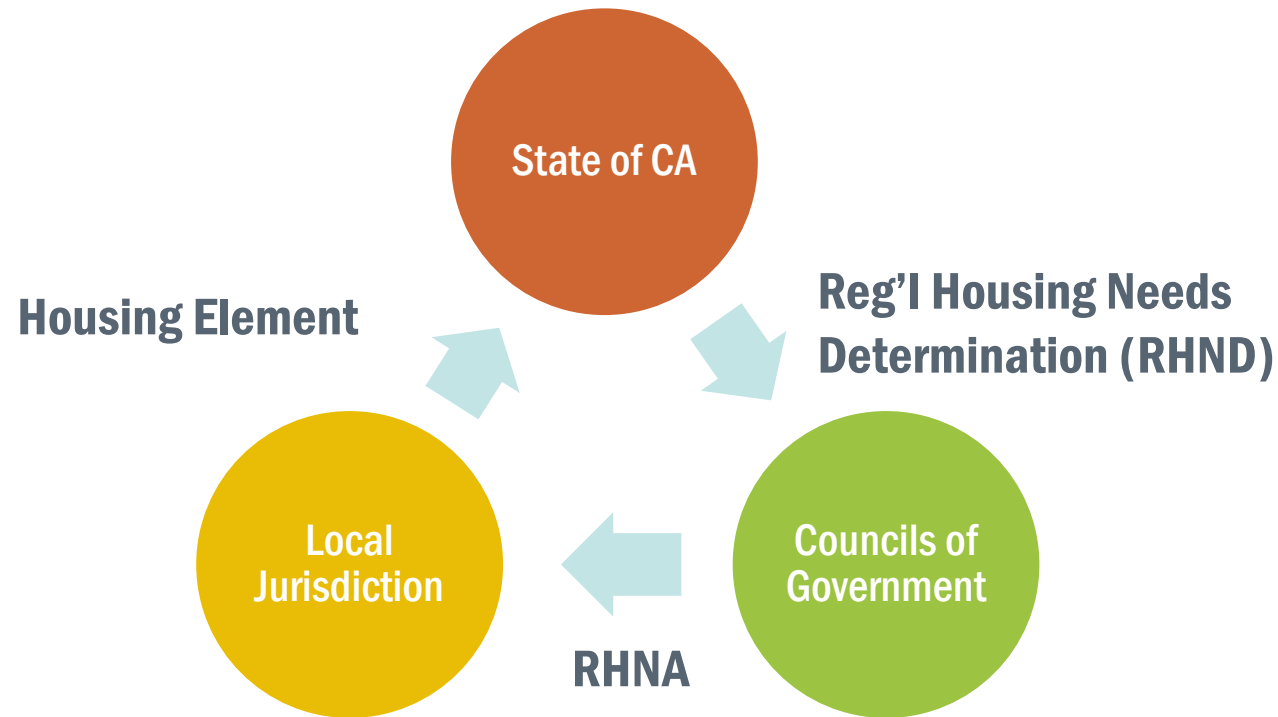 State of CA
Housing Element
Reg’l Housing Needs
Determination (RHND)
Local
Jurisdiction
Councils of
Government
RHNA